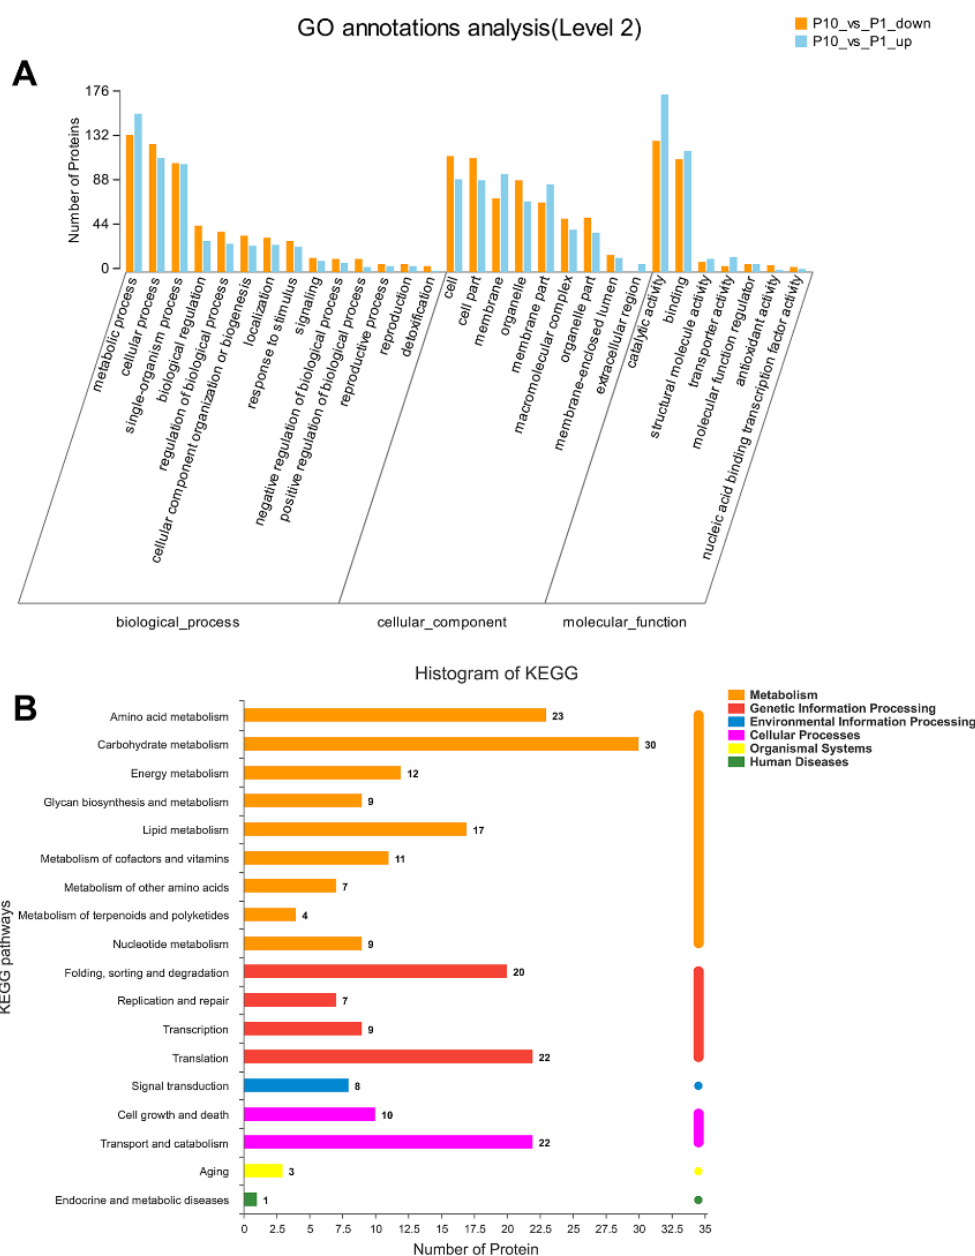 GO annotations analysis(Level 2)
P10_vs_P1_down
P10_vs_P1_up
A
Number of Proteins
176
132
88
44
0
metabolic process
cellular process
single-organism process
biological regulation
regulation of biological process
cellular component organization or biogenesis
localization
response to stimulus
signaling
negative regulation of biological process
positive regulation of biological process
reproductive process
reproduction
detoxification
cell
cell part
membrane
organelle
membrane part
macromolecular complex
organelle part
membrane-enclosed lumen
extracellular region
catalytic activity
binding
structural molecule activity
transporter activity
molecular function regulator
antioxidant activity
nucleic acid binding transcription factor activity
biological_process
cellular_component
molecular_function
Histogram of KEGG
B
Metabolism
Genetic Information Processing
Environmental Information Processing
Cellular Processes
Organismal Systems
Human Diseases
KEGG pathways
Amino acid metabolism 23
Carbohydrate metabolism 30
Energy metabolism 12
Glycan biosynthesis and metabolism 9
Lipid metabolism 17
Metabolism of cofactors and vitamins 11
Metabolism of other amino acids 7
Metabolism of terpenoids and polyketides 4
Nucleotide metabolism 9
Folding, sorting and degradation 20
Replication and repair 7
Transcription 9
Translation 22
Signal transduction 8
Cell growth and death 10
Transport and catabolism 22
Aging 3
Endocrine and metabolic diseases 1
0 2.5 5 7.5 10 12.5 15 17.5 20 22.5 25 27.5 30 32.5 35
Number of Protein